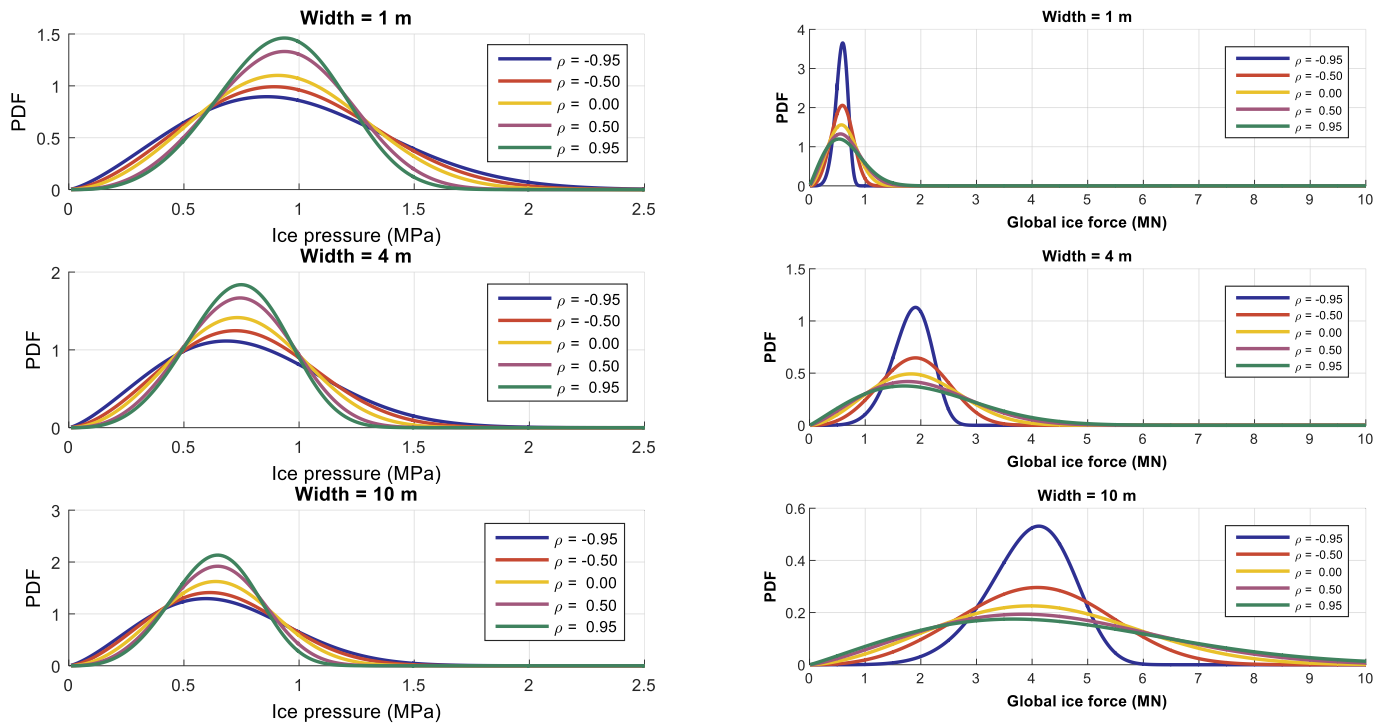 Width = 1 m
1.5
1
0.5
0
PDF
ρ = -0.95
ρ = -0.50
ρ = 0.00
ρ = 0.50
ρ = 0.95
0 0.5 1 1.5 2 2.5
Ice pressure (MPa)
Width = 4 m
2
1
0
PDF
ρ = -0.95
ρ = -0.50
ρ = 0.00
ρ = 0.50
ρ = 0.95
0 0.5 1 1.5 2 2.5
Ice pressure (MPa)
Width = 10 m
3
2
1
0
PDF
ρ = -0.95
ρ = -0.50
ρ = 0.00
ρ = 0.50
ρ = 0.95
0 0.5 1 1.5 2 2.5
Ice pressure (MPa)
Width = 1 m
4
3
2
1
0
PDF
ρ = -0.95
ρ = -0.50
ρ = 0.00
ρ = 0.50
ρ = 0.95
0 1 2 3 4 5 6 7 8 9 10
Global ice force (MN)
Width = 4 m
1.5
1
0.5
0
PDF
ρ = -0.95
ρ = -0.50
ρ = 0.00
ρ = 0.50
ρ = 0.95
0 1 2 3 4 5 6 7 8 9 10
Global ice force (MN)
Width = 10 m
0.6
0.4
0.2
0
PDF
ρ = -0.95
ρ = -0.50
ρ = 0.00
ρ = 0.50
ρ = 0.95
0 1 2 3 4 5 6 7 8 9 10
Global ice force (MN)